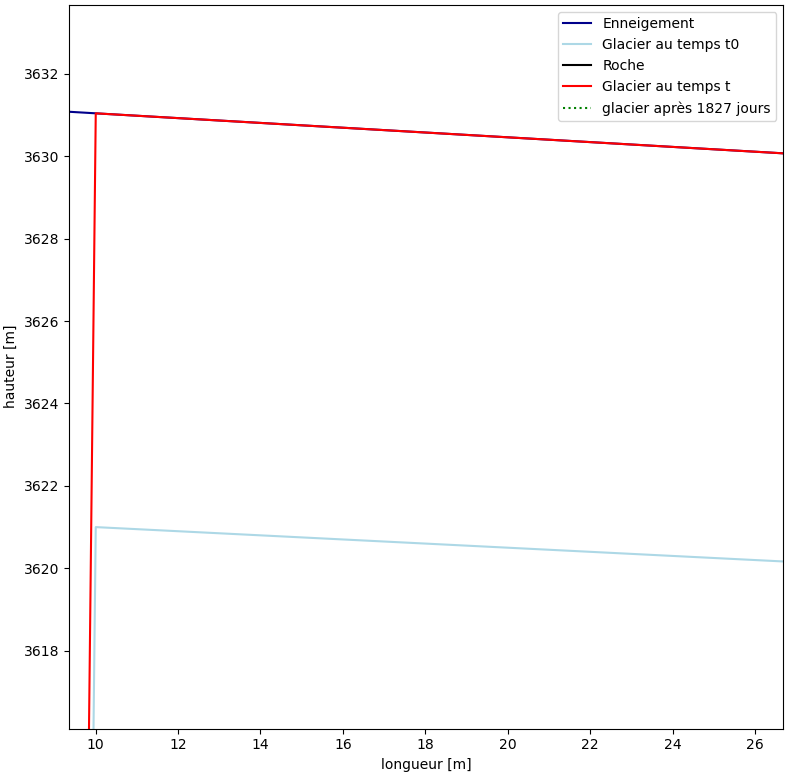 Enneigement
Glacier au temps t0
Roche
Glacier au temps t
glacier après 1827 jours
3632
3630
3628
3626
3624
3622
3620
3618
hauteur [m]
10 12 14 16 18 20 22 24 26
longueur [m]